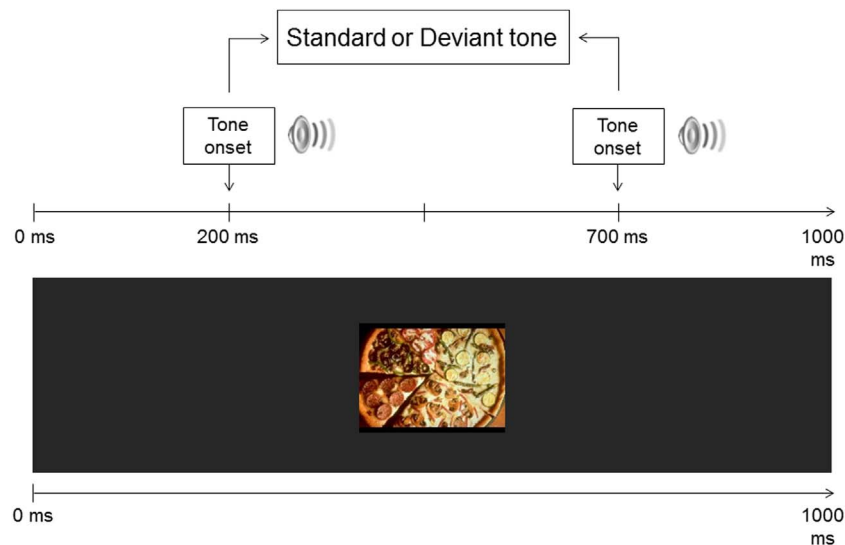 Standard or Deviant tone
Tone
onset
Tone
onset
0 ms
200 ms
700 ms
1000
ms
0 ms
1000
ms